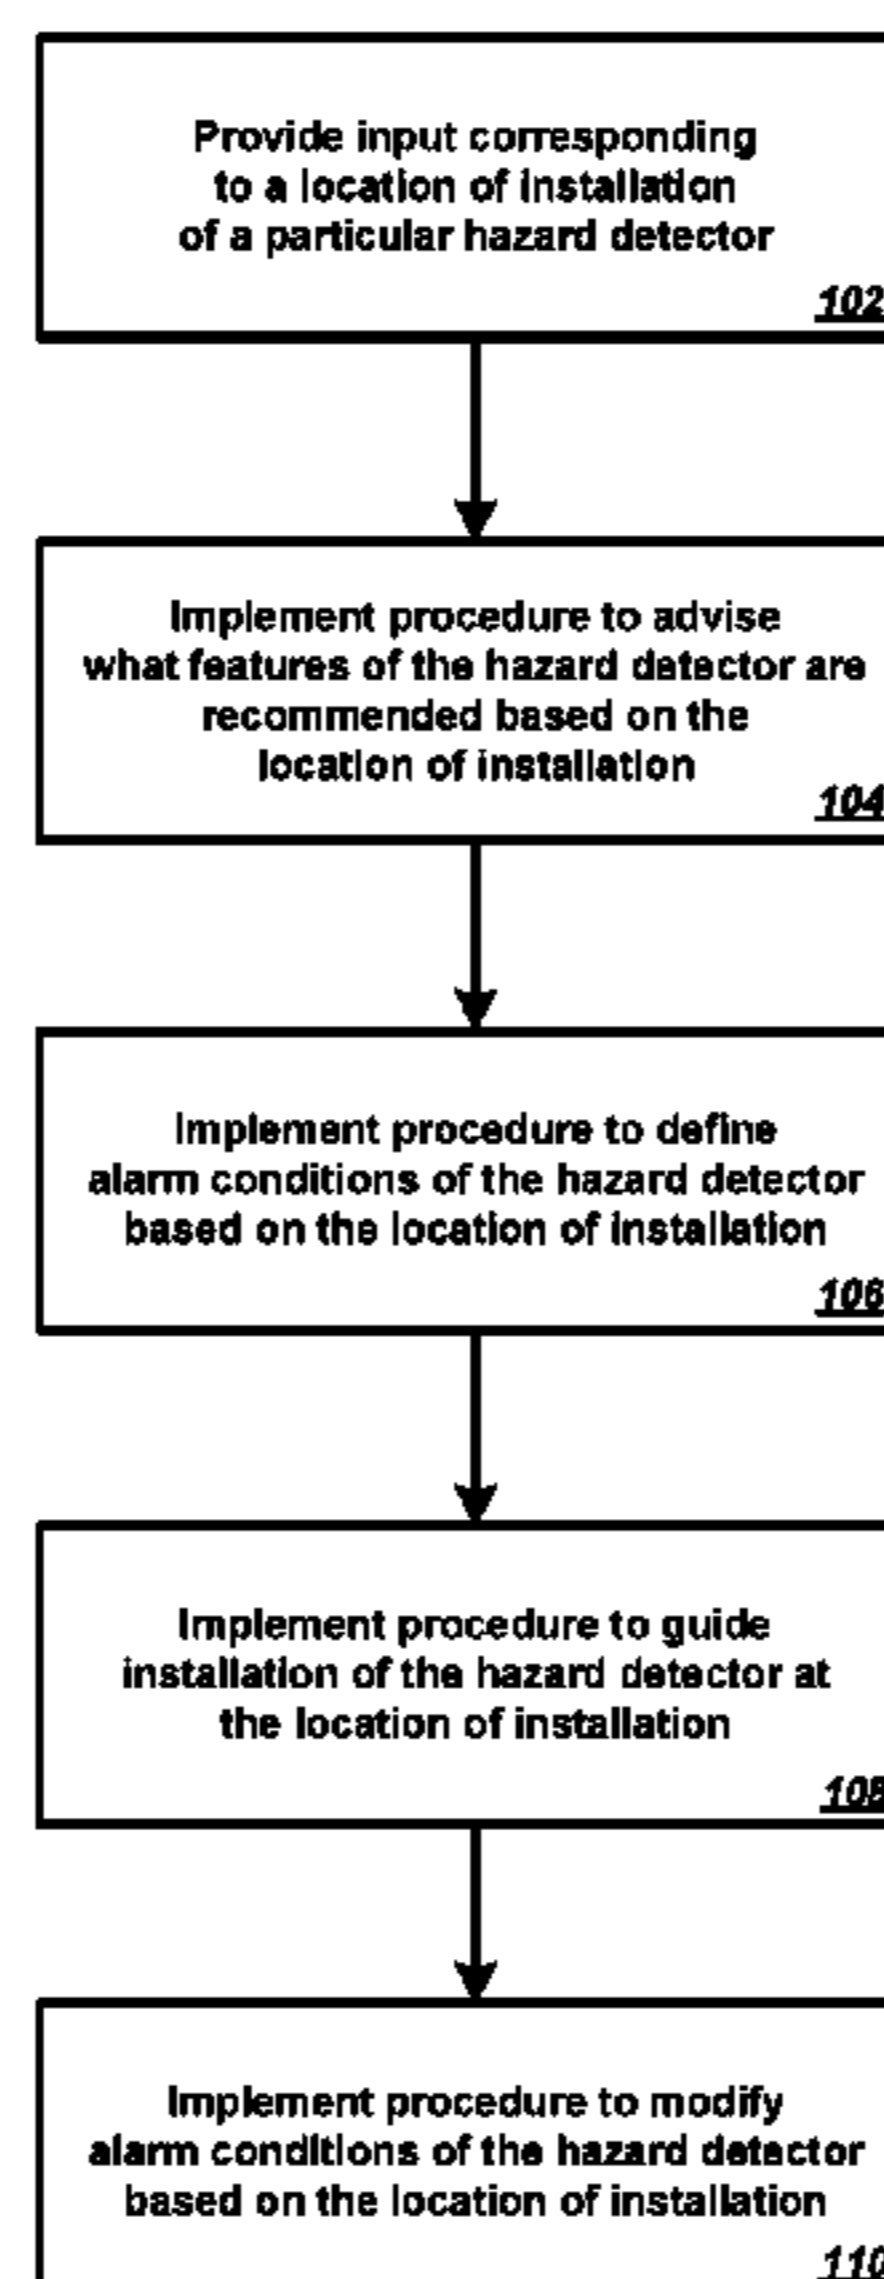 Provide input corresponding
to a location of installation
of a particular hazard detector
102
Implement procedure to advise
what features of the hazard detector are
recommended based on the
location of installation
104
Implement procedure to define
alarm conditions of the hazard detector
based on the location of installation
106
Implement procedure to guide
installation of the hazard detector at
the location of installation
108
Implement procedure to modify
alarm conditions of the hazard detector
based on the location of installation
110